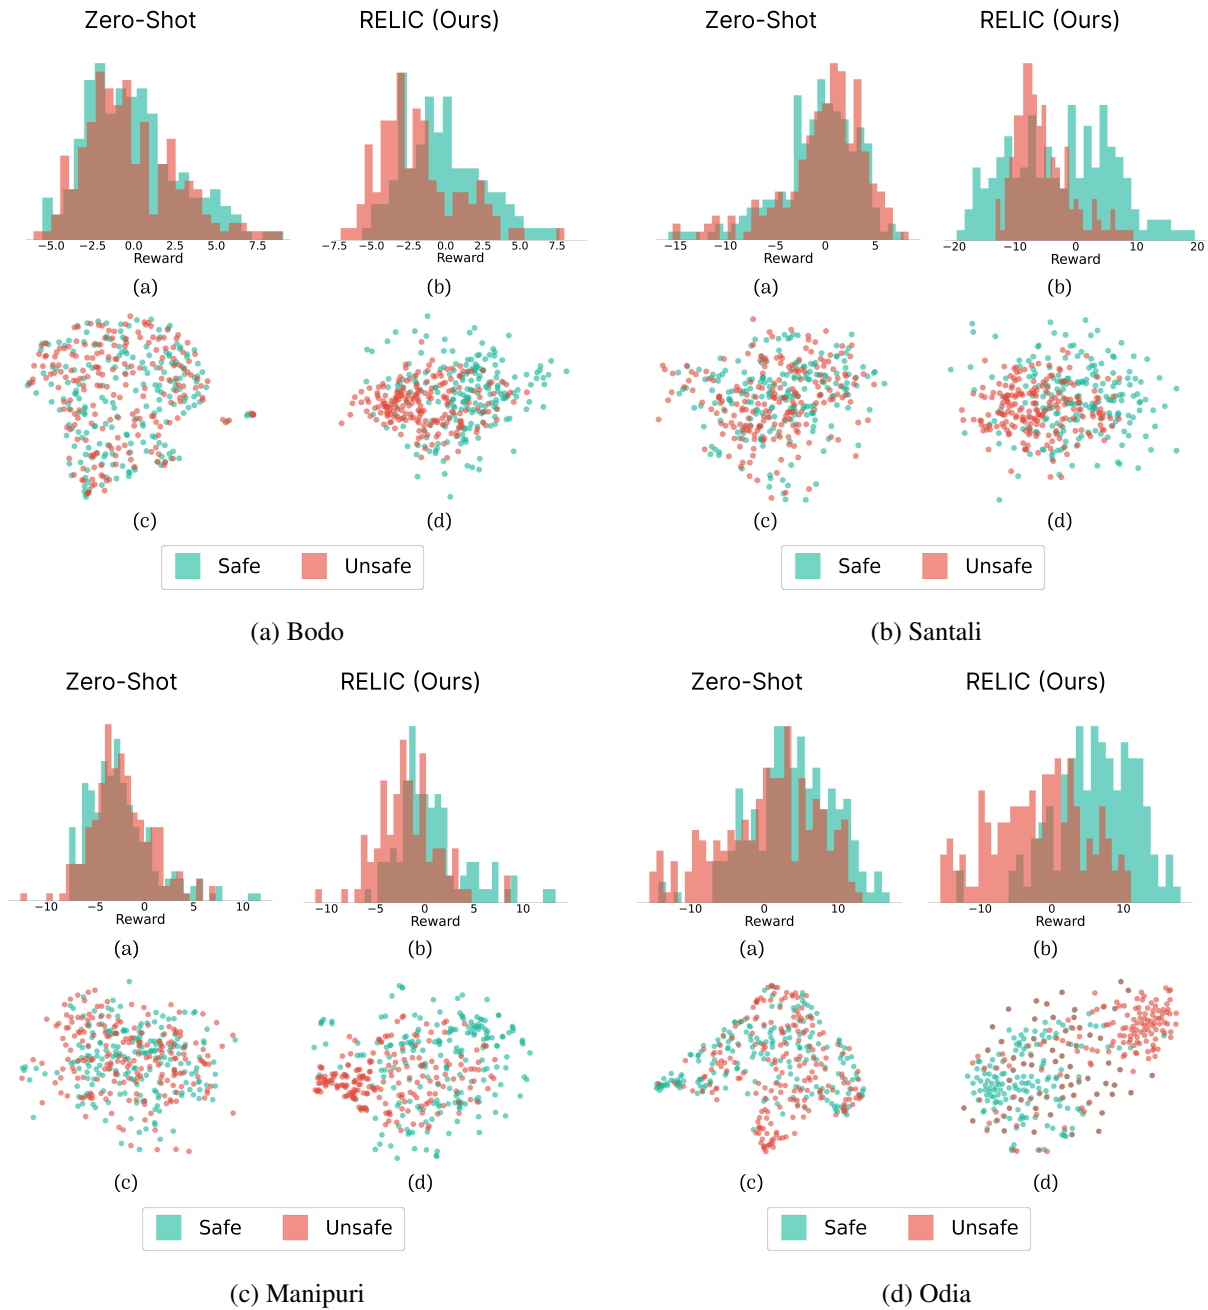 Zero-Shot
RELIC (Ours)
−5.0 −2.5 0.0 2.5 5.0 7.5
Reward
(a)
−7.5 −5.0 −2.5 0.0 2.5 5.0 7.5
Reward
(b)
(c)
(d)
Safe Unsafe
(a) Bodo
Zero-Shot
RELIC (Ours)
−15 −10 −5 0 5
Reward
(a)
−20 −10 0 10 20
Reward
(b)
(c)
(d)
Safe Unsafe
(b) Santali
Zero-Shot
RELIC (Ours)
−10 −5 0 5 10
Reward
(a)
−10 −5 0 5 10
Reward
(b)
(c)
(d)
Safe Unsafe
(c) Manipuri
Zero-Shot
RELIC (Ours)
−10 0 10
Reward
(a)
−10 0 10
Reward
(b)
(c)
(d)
Safe Unsafe
(d) Odia